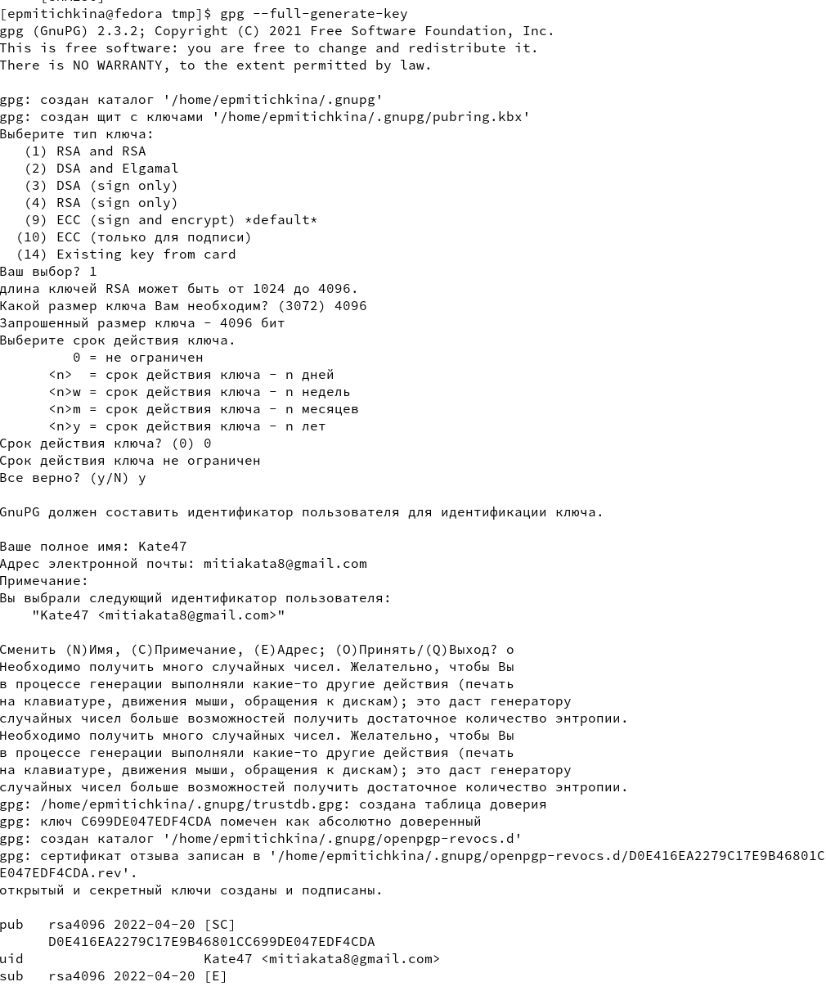 [epmitichkina@fedora tmp]$ gpg --full-generate-key
gpg (GnuPG) 2.3.2; Copyright (C) 2021 Free Software Foundation, Inc.
This is free software: you are free to change and redistribute it.
There is NO WARRANTY, to the extent permitted by law.

gpg: создан каталог '/home/epmitichkina/.gnupg'
gpg: создан щит с ключами '/home/epmitichkina/.gnupg/pubring.kbx'
Выберите тип ключа:
   (1) RSA and RSA
   (2) DSA and Elgamal
   (3) DSA (sign only)
   (4) RSA (sign only)
   (9) ECC (sign and encrypt) *default*
  (10) ECC (только для подписи)
  (14) Existing key from card
Ваш выбор? 1
длина ключей RSA может быть от 1024 до 4096.
Какой размер ключа Вам необходим? (3072) 4096
Запрошенный размер ключа - 4096 бит
Выберите срок действия ключа.
         0 = не ограничен
      <n>  = срок действия ключа - n дней
      <n>w = срок действия ключа - n недель
      <n>m = срок действия ключа - n месяцев
      <n>y = срок действия ключа - n лет
Срок действия ключа? (0) 0
Срок действия ключа не ограничен
Все верно? (y/N) y

GnuPG должен составить идентификатор пользователя для идентификации ключа.

Ваше полное имя: Kate47
Адрес электронной почты: mitiakata8@gmail.com
Примечание:
Вы выбрали следующий идентификатор пользователя:
    "Kate47 <mitiakata8@gmail.com>"

Сменить (N)Имя, (C)Примечание, (E)Адрес; (O)Принять/(Q)Выход? o
Необходимо получить много случайных чисел. Желательно, чтобы Вы
в процессе генерации выполняли какие-то другие действия (печать
на клавиатуре, движения мыши, обращения к дискам); это даст генератору
случайных чисел больше возможностей получить достаточное количество энтропии.
Необходимо получить много случайных чисел. Желательно, чтобы Вы
в процессе генерации выполняли какие-то другие действия (печать
на клавиатуре, движения мыши, обращения к дискам); это даст генератору
случайных чисел больше возможностей получить достаточное количество энтропии.
gpg: /home/epmitichkina/.gnupg/trustdb.gpg: создана таблица доверия
gpg: ключ C699DE047EDF4CDA помечен как абсолютно доверенный
gpg: создан каталог '/home/epmitichkina/.gnupg/openpgp-revocs.d'
gpg: сертификат отзыва записан в '/home/epmitichkina/.gnupg/openpgp-revocs.d/D0E416EA2279C17E9B46801C
E047EDF4CDA.rev'.
открытый и секретный ключи созданы и подписаны.

pub   rsa4096 2022-04-20 [SC]
      D0E416EA2279C17E9B46801CC699DE047EDF4CDA
uid                      Kate47 <mitiakata8@gmail.com>
sub   rsa4096 2022-04-20 [E]